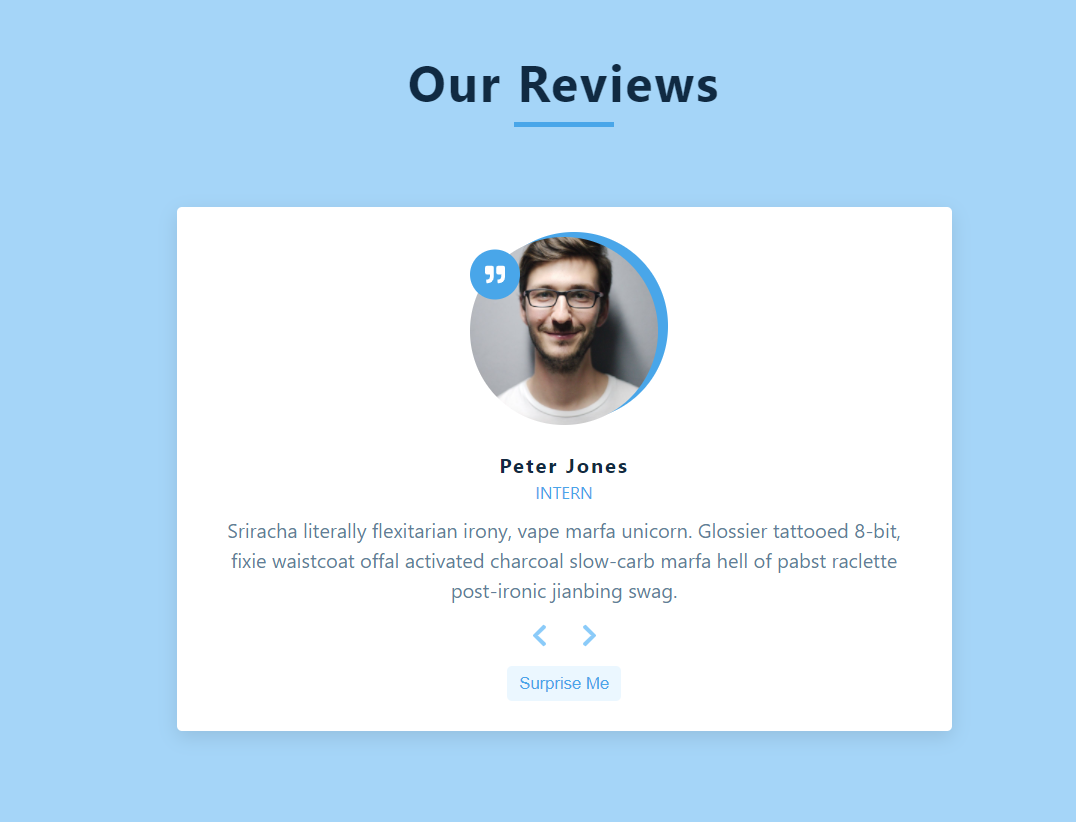 Our Reviews
Peter Jones
INTERN
Sriracha literally flexitarian irony, vape marfa unicorn. Glossier tattooed 8-bit,
fixie waistcoat offal activated charcoal slow-carb marfa hell of pabst raclette
post-ironic jianbing swag.
Surprise Me